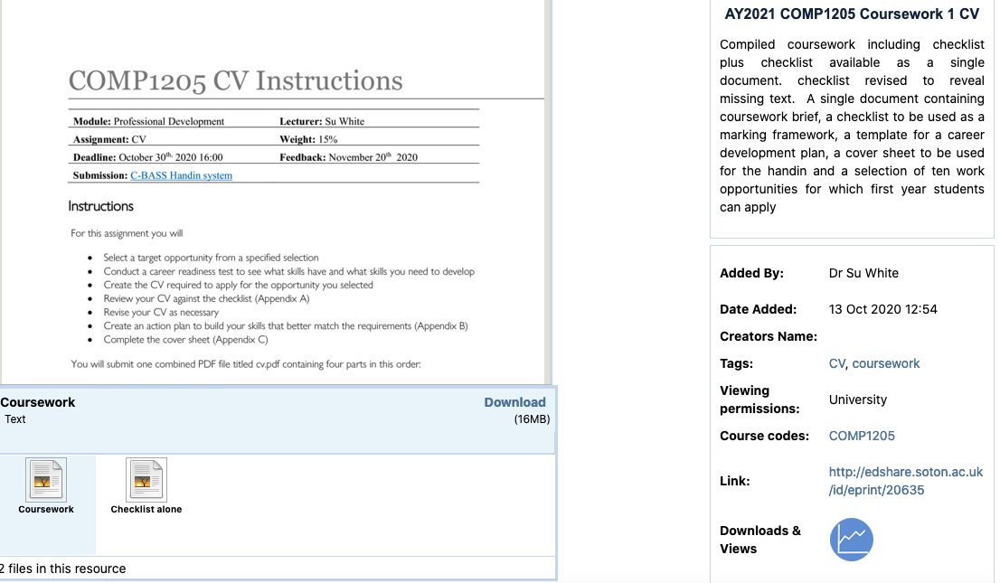 COMP1205 CV Instructions
Module: Professional Development Lecturer: Su White
Assignment: CV Weight: 15%
Deadline: October 30th, 2020 16:00 Feedback: November 20th 2020
Submission: C-BASS Handin system
Instructions
For this assignment you will
• Select a target opportunity from a specified selection
• Conduct a career readiness test to see what skills have and what skills you need to develop
• Create the CV required to apply for the opportunity you selected
• Review your CV against the checklist (Appendix A)
• Revise your CV as necessary
• Create an action plan to build your skills that better match the requirements (Appendix B)
• Complete the cover sheet (Appendix C)
You will submit one combined PDF file titled cv.pdf containing four parts in this order:
Coursework Download
Text (16MB)
Coursework Checklist alone
2 files in this resource
AY2021 COMP1205 Coursework 1 CV
Compiled coursework including checklist
plus checklist available as a single
document. checklist revised to reveal
missing text. A single document containing
coursework brief, a checklist to be used as a
marking framework, a template for a career
development plan, a cover sheet to be used
for the handin and a selection of ten work
opportunities for which first year students
can apply
Added By: Dr Su White
Date Added: 13 Oct 2020 12:54
Creators Name:
Tags: CV, coursework
Viewing
permissions: University
Course codes: COMP1205
Link: http://edshare.soton.ac.uk
/id/eprint/20635
Downloads &
Views